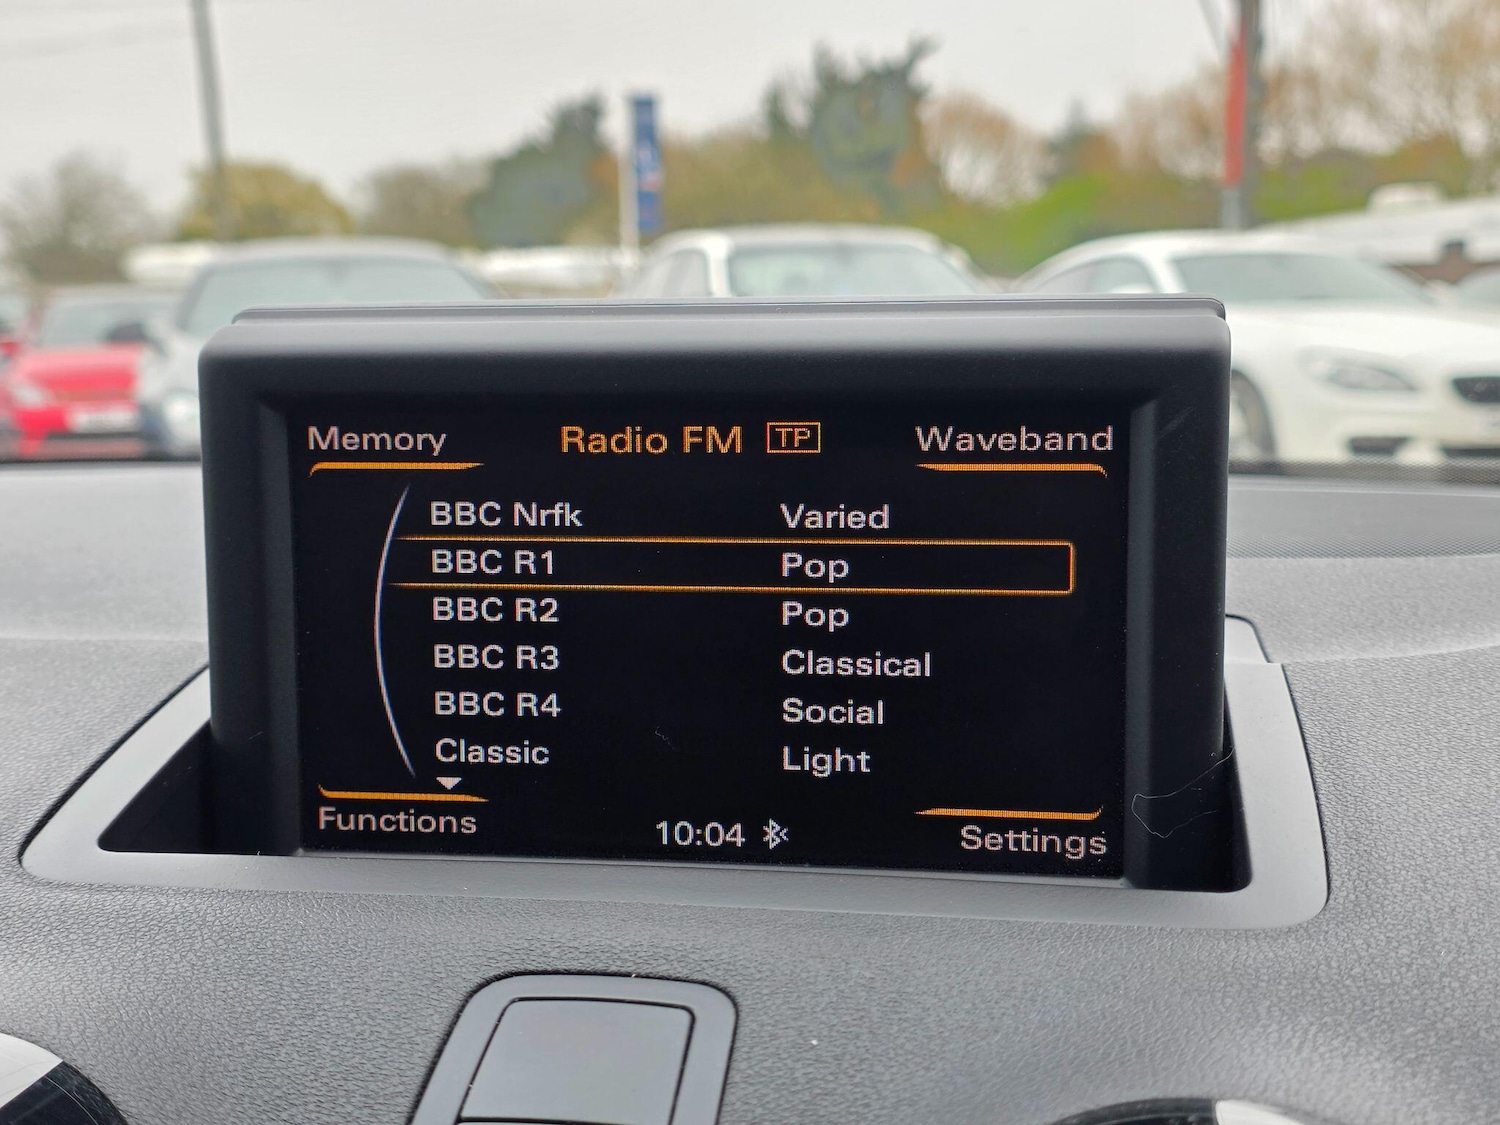 Memory Radio FM TP Waveband
BBC Nrfk Varied
BBC R1 Pop
BBC R2 Pop
BBC R3 Classical
BBC R4 Social
Classic Light
Functions 10:04 Settings